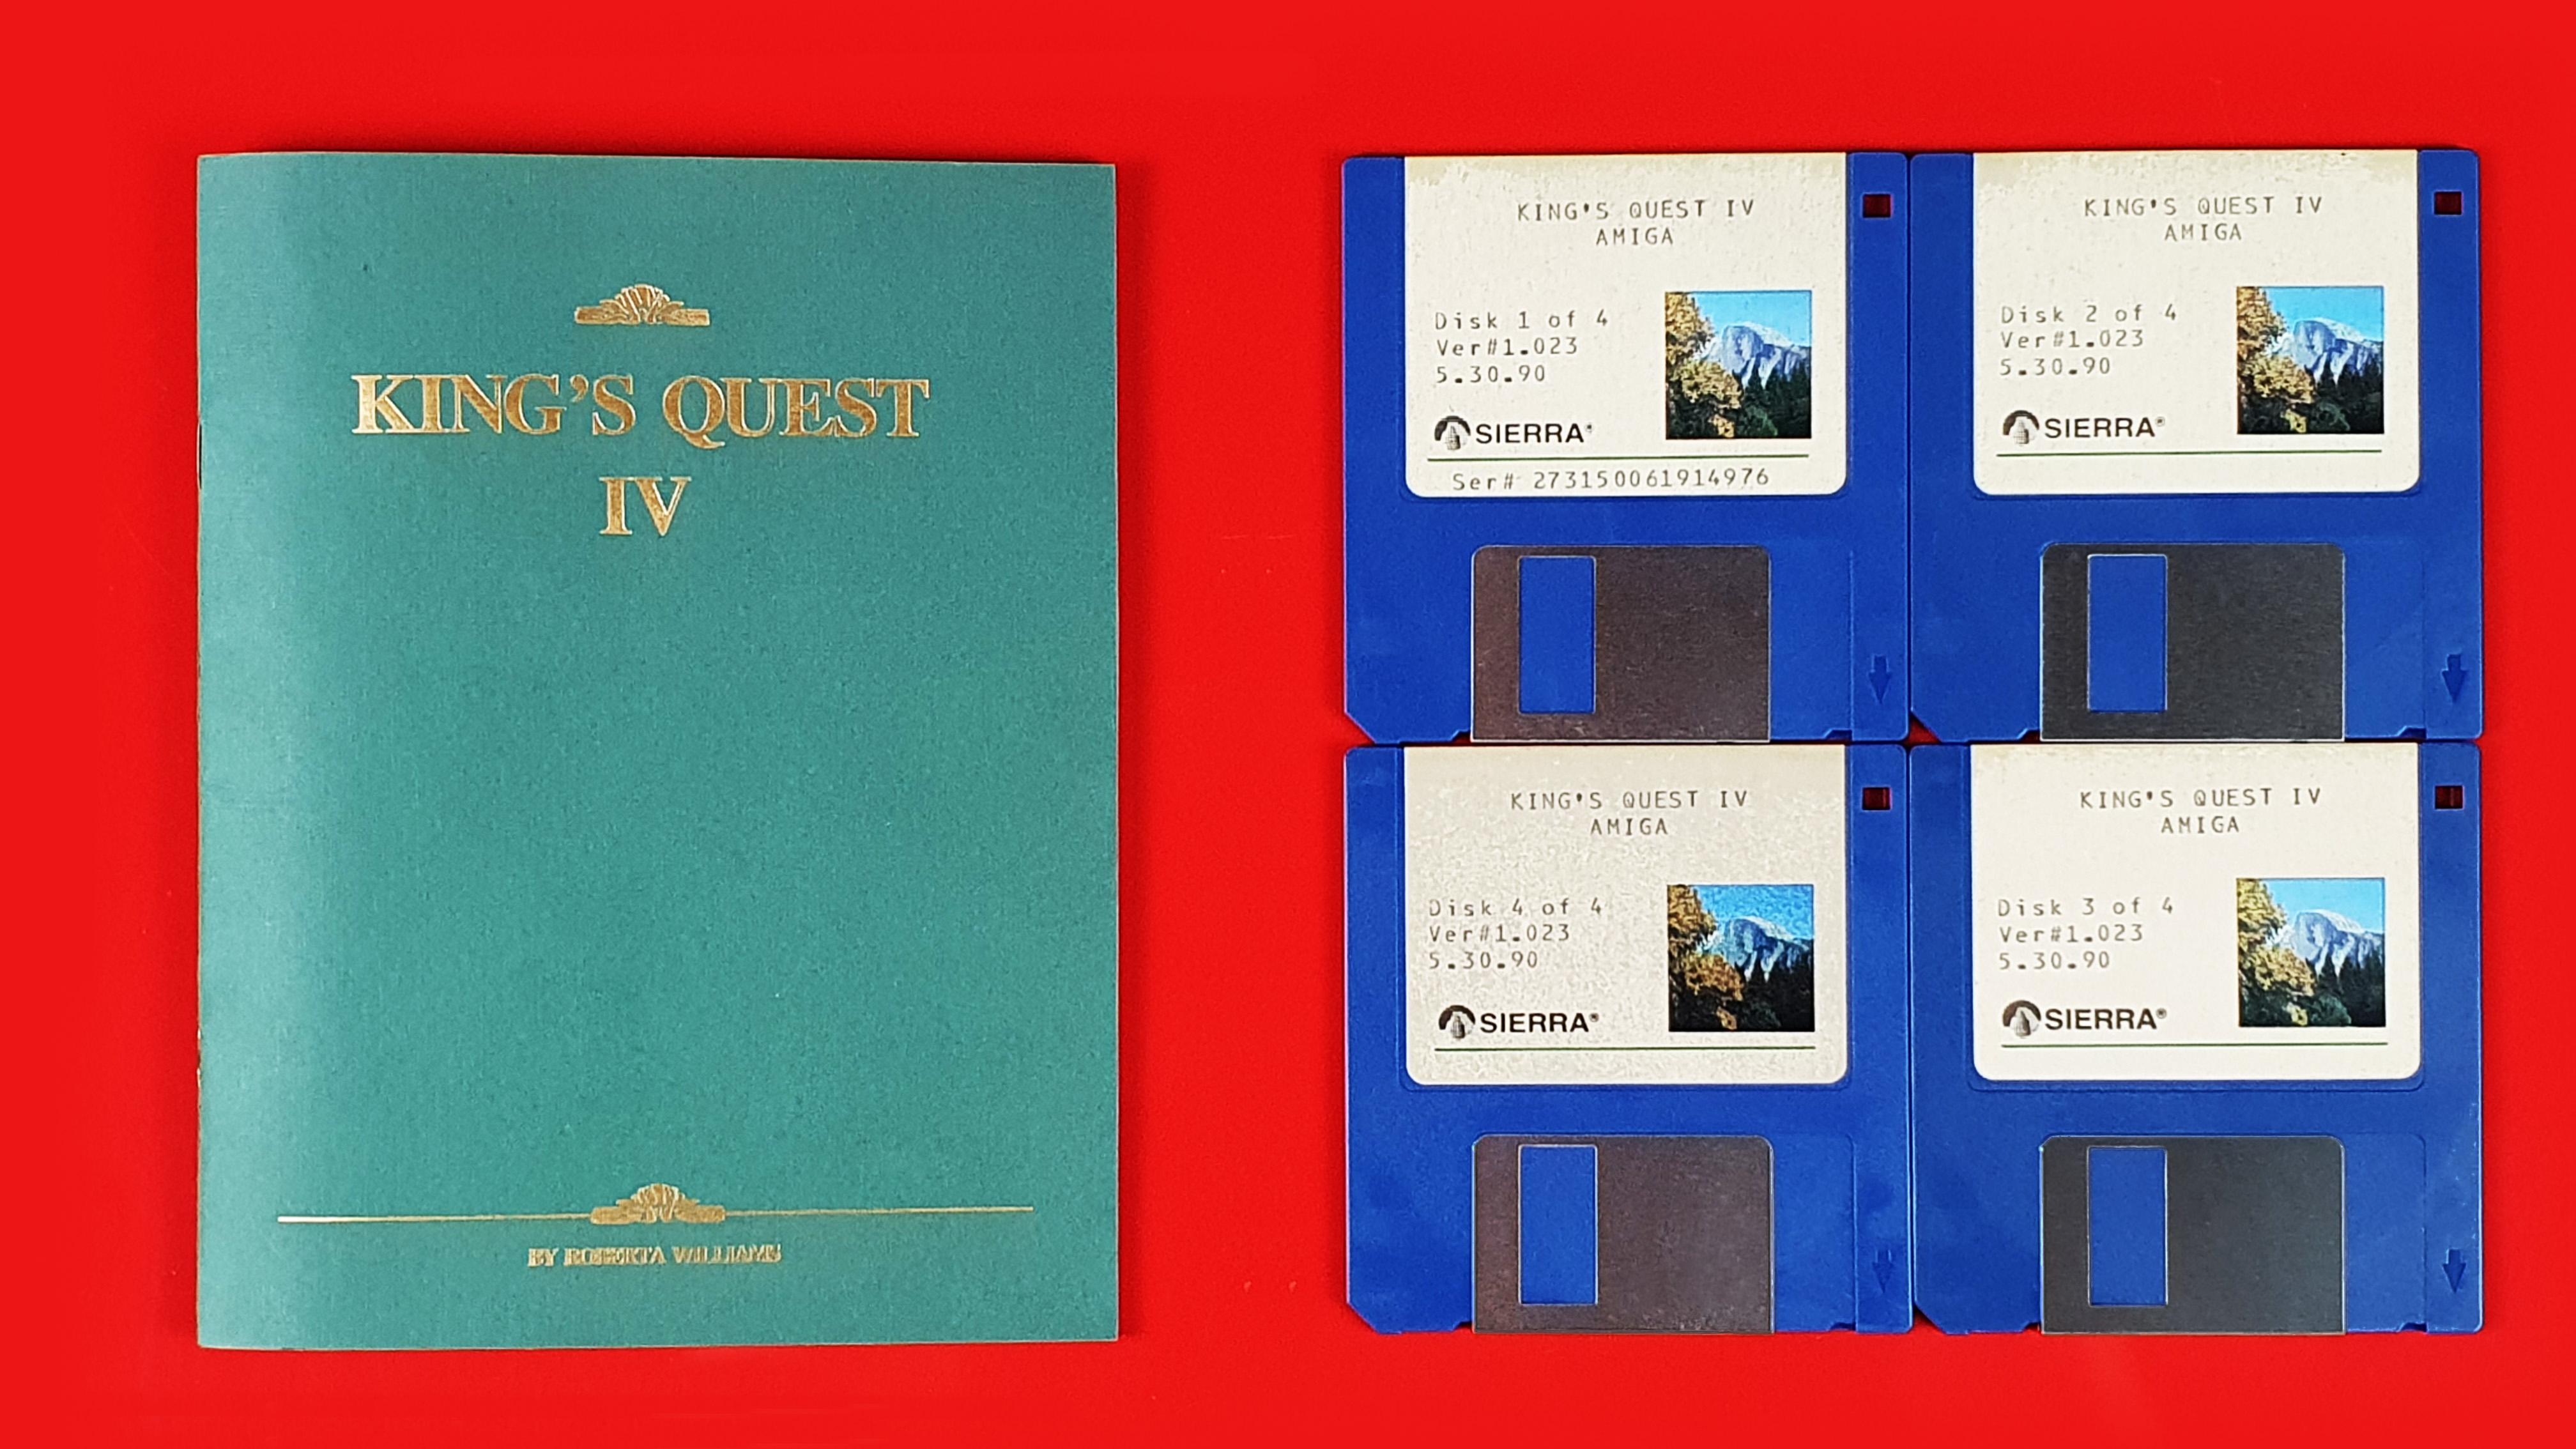 KING'S QUEST
IV
BY ROBERTA WILLIAMS
KING'S QUEST IV
AMIGA
Disk 1 of 4
Ver#1.023
5.30.90
SIERRA®
Ser# 273150061914976
KING'S QUEST IV
AMIGA
Disk 2 of 4
Ver#1.023
5.30.90
SIERRA®
KING'S QUEST IV
AMIGA
Disk 4 of 4
Ver#1.023
5.30.90
SIERRA®
KING'S QUEST IV
AMIGA
Disk 3 of 4
Ver#1.023
5.30.90
SIERRA®